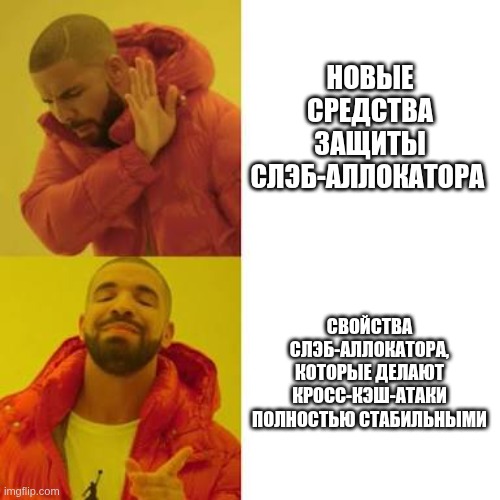 НОВЫЕ
СРЕДСТВА
ЗАЩИТЫ
СЛЭБ-АЛЛОКАТОРА
СВОЙСТВА
СЛЭБ-АЛЛОКАТОРА,
КОТОРЫЕ ДЕЛАЮТ
КРОСС-КЭШ-АТАКИ
ПОЛНОСТЬЮ СТАБИЛЬНЫМИ
imgflip.com